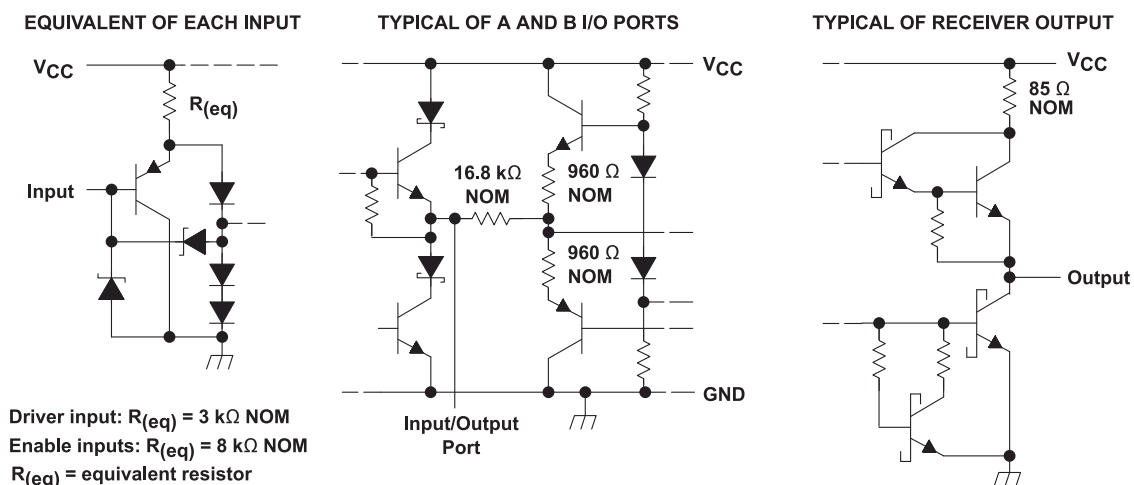 EQUIVALENT OF EACH INPUT
VCC
R(eq)
Input
Driver input: R(eq) = 3 kΩ NOM
Enable inputs: R(eq) = 8 kΩ NOM
R(eq) = equivalent resistor
TYPICAL OF A AND B I/O PORTS
VCC
16.8 kΩ
NOM
960 Ω
NOM
960 Ω
NOM
GND
Input/Output
Port
TYPICAL OF RECEIVER OUTPUT
VCC
85 Ω
NOM
Output